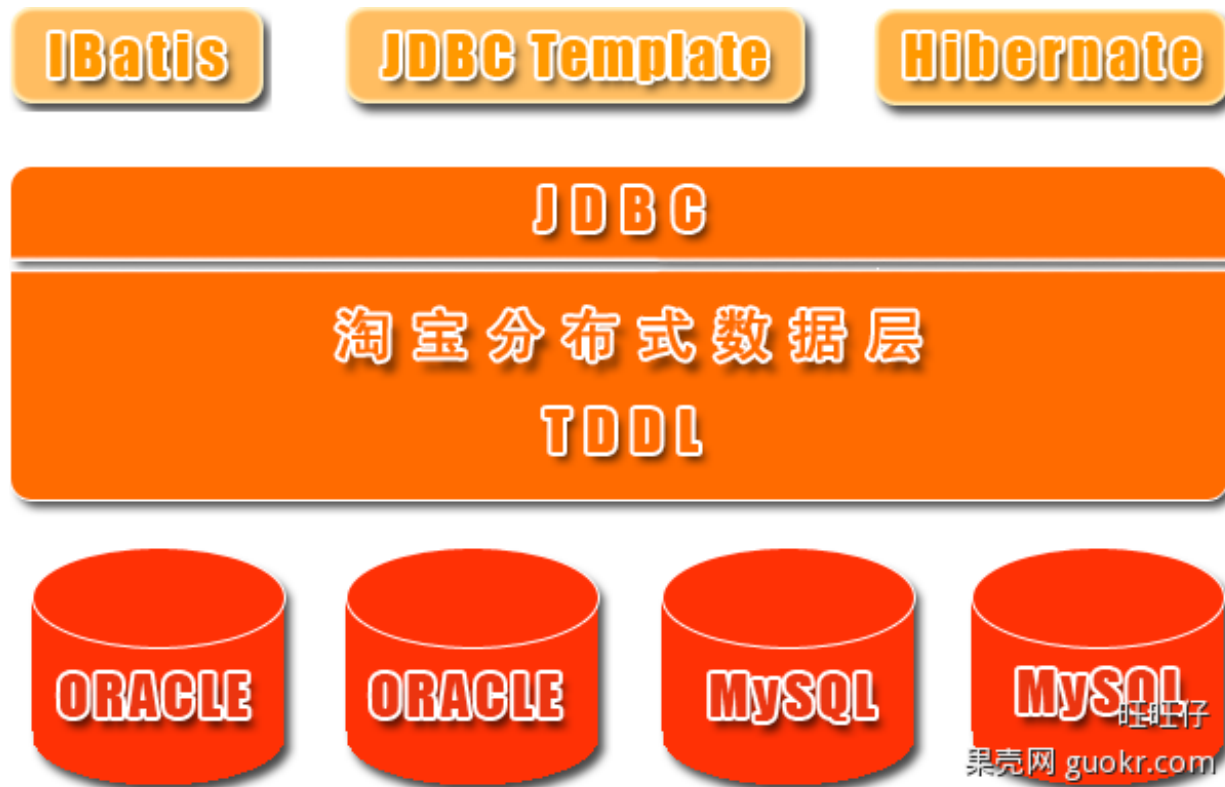 IBatis
JDBC Template
Hibernate
JDBC
淘宝分布式数据层
TDDL
ORACLE
ORACLE
MySQL
MySQL
旺旺仔
果壳网 guokr.com